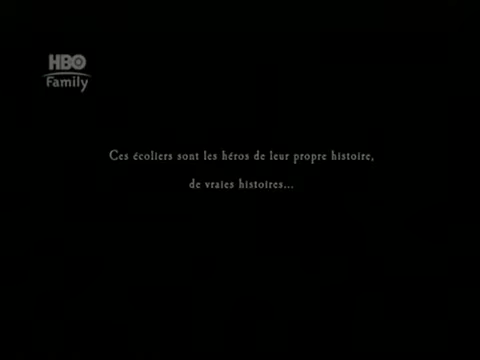 HBO
Family
Ces écoliers sont les héros de leur propre histoire,
de vraies histoires...